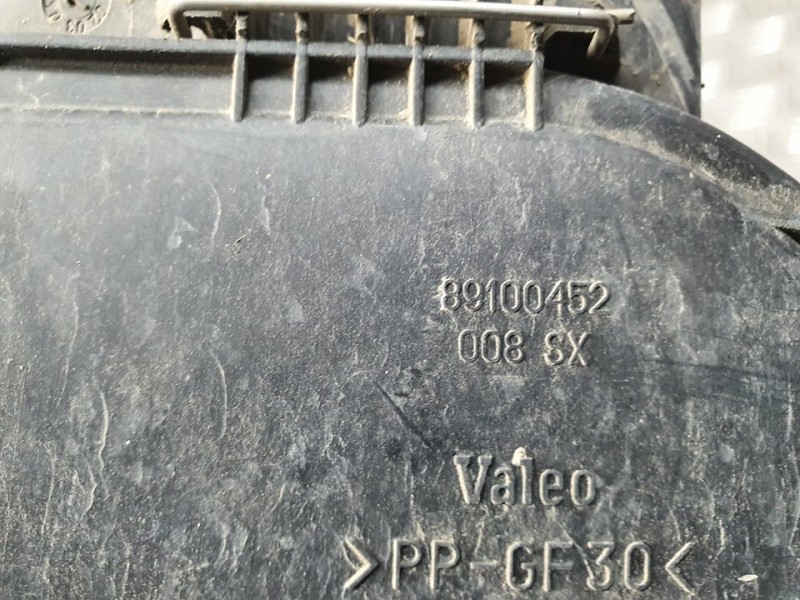 89100452
008 SX
Valeo
>PP-GF30<